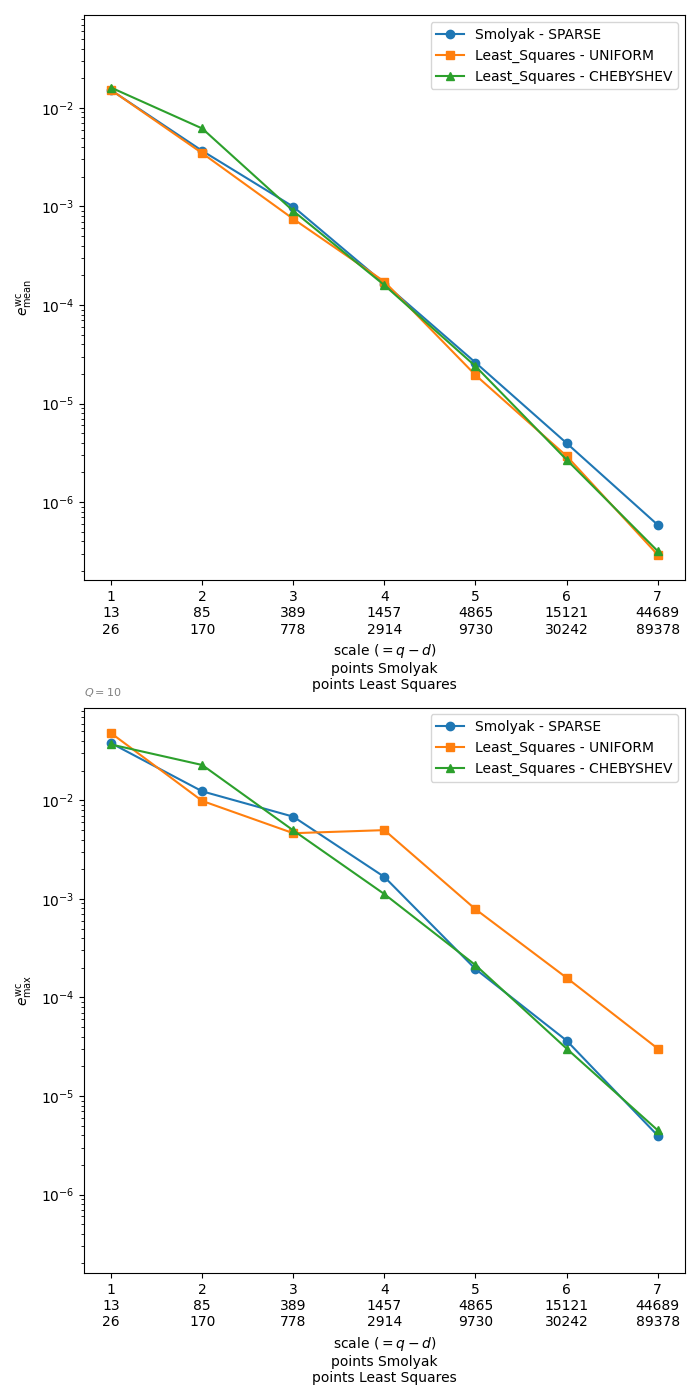 Smolyak - SPARSE
Least_Squares - UNIFORM
Least_Squares - CHEBYSHEV
10⁻²
10⁻³
10⁻⁴
10⁻⁵
10⁻⁶
e^wc_mean
1 2 3 4 5 6 7
13 85 389 1457 4865 15121 44689
26 170 778 2914 9730 30242 89378
scale (= q − d)
points Smolyak
points Least Squares
Q = 10
Smolyak - SPARSE
Least_Squares - UNIFORM
Least_Squares - CHEBYSHEV
10⁻²
10⁻³
10⁻⁴
10⁻⁵
10⁻⁶
e^wc_max
1 2 3 4 5 6 7
13 85 389 1457 4865 15121 44689
26 170 778 2914 9730 30242 89378
scale (= q − d)
points Smolyak
points Least Squares